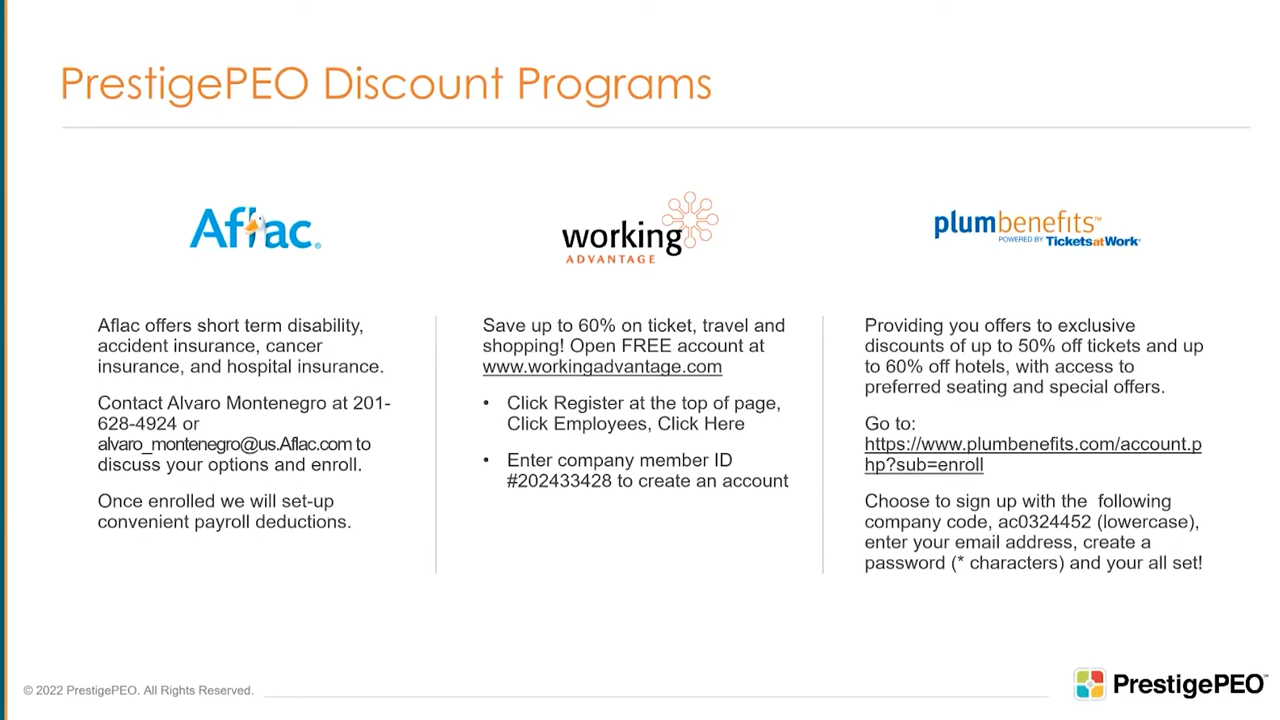 PrestigePEO Discount Programs
Aflac®
Aflac offers short term disability,
accident insurance, cancer
insurance, and hospital insurance.
Contact Alvaro Montenegro at 201-
628-4924 or
alvaro_montenegro@us.Aflac.com to
discuss your options and enroll.
Once enrolled we will set-up
convenient payroll deductions.
working
ADVANTAGE
Save up to 60% on ticket, travel and
shopping! Open FREE account at
www.workingadvantage.com
• Click Register at the top of page,
Click Employees, Click Here
• Enter company member ID
#202433428 to create an account
plumbenefits™
POWERED BY TicketsatWork®
Providing you offers to exclusive
discounts of up to 50% off tickets and up
to 60% off hotels, with access to
preferred seating and special offers.
Go to:
https://www.plumbenefits.com/account.p
hp?sub=enroll
Choose to sign up with the  following
company code, ac0324452 (lowercase),
enter your email address, create a
password (* characters) and your all set!
© 2022 PrestigePEO. All Rights Reserved.
PrestigePEO™